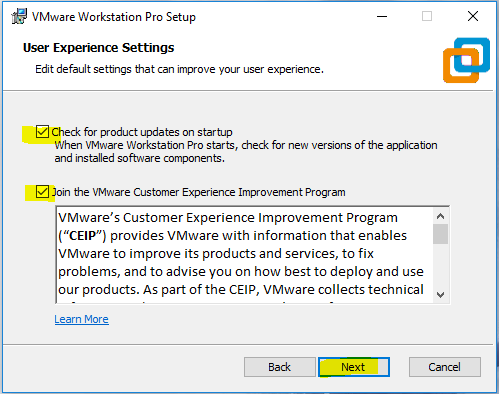 VMware Workstation Pro Setup
User Experience Settings
Edit default settings that can improve your user experience.
Check for product updates on startup
When VMware Workstation Pro starts, check for new versions of the application
and installed software components.
Join the VMware Customer Experience Improvement Program
VMware's Customer Experience Improvement Program
("CEIP") provides VMware with information that enables
VMware to improve its products and services, to fix
problems, and to advise you on how best to deploy and use
our products. As part of the CEIP, VMware collects technical
Learn More
Back
Next
Cancel